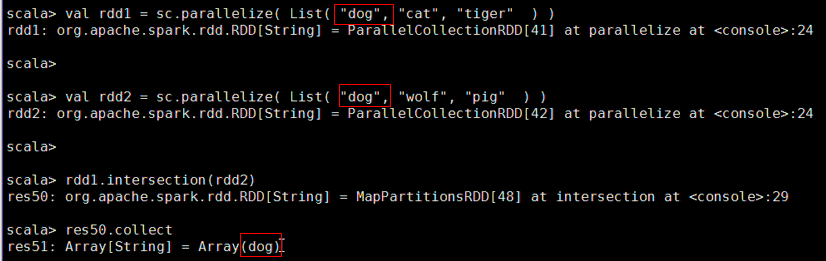 scala> val rdd1 = sc.parallelize( List( "dog", "cat", "tiger"  ) )
rdd1: org.apache.spark.rdd.RDD[String] = ParallelCollectionRDD[41] at parallelize at <console>:24
scala>
scala> val rdd2 = sc.parallelize( List( "dog", "wolf", "pig"  ) )
rdd2: org.apache.spark.rdd.RDD[String] = ParallelCollectionRDD[42] at parallelize at <console>:24
scala>
scala> rdd1.intersection(rdd2)
res50: org.apache.spark.rdd.RDD[String] = MapPartitionsRDD[48] at intersection at <console>:29
scala> res50.collect
res51: Array[String] = Array(dog)